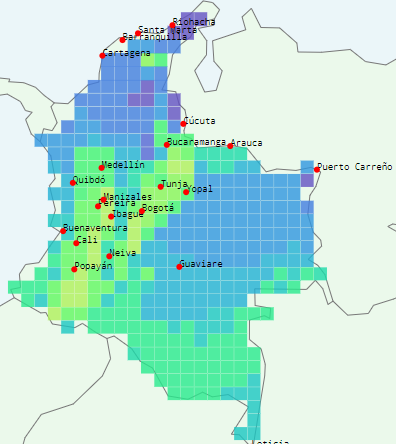 Riohacha
Santa Marta
Barranquilla
Cartagena
Cúcuta
Bucaramanga
Arauca
Medellín
Puerto Carreño
Quibdó
Tunja
Yopal
Manizales
Pereira
Bogotá
Ibagué
Buenaventura
Cali
Neiva
Popayán
Guaviare
Leticia